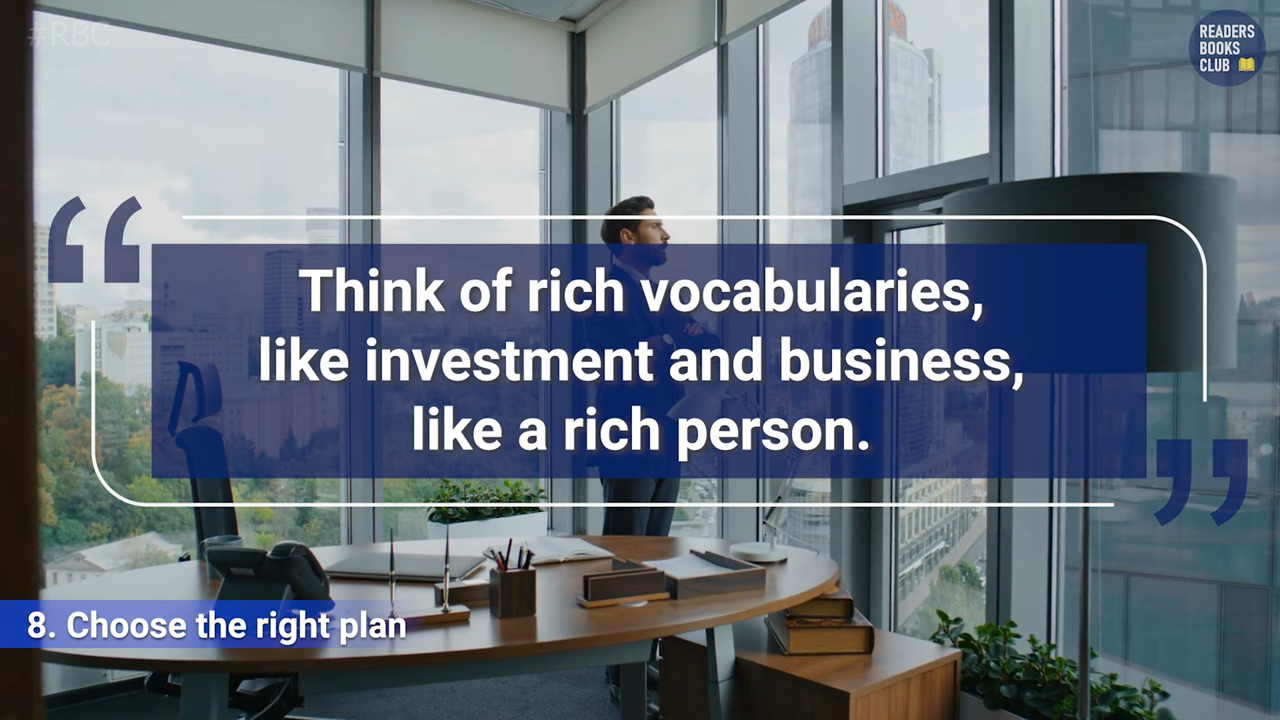 #RBC
READERS
BOOKS
CLUB
“
Think of rich vocabularies,
like investment and business,
like a rich person.
”
8. Choose the right plan